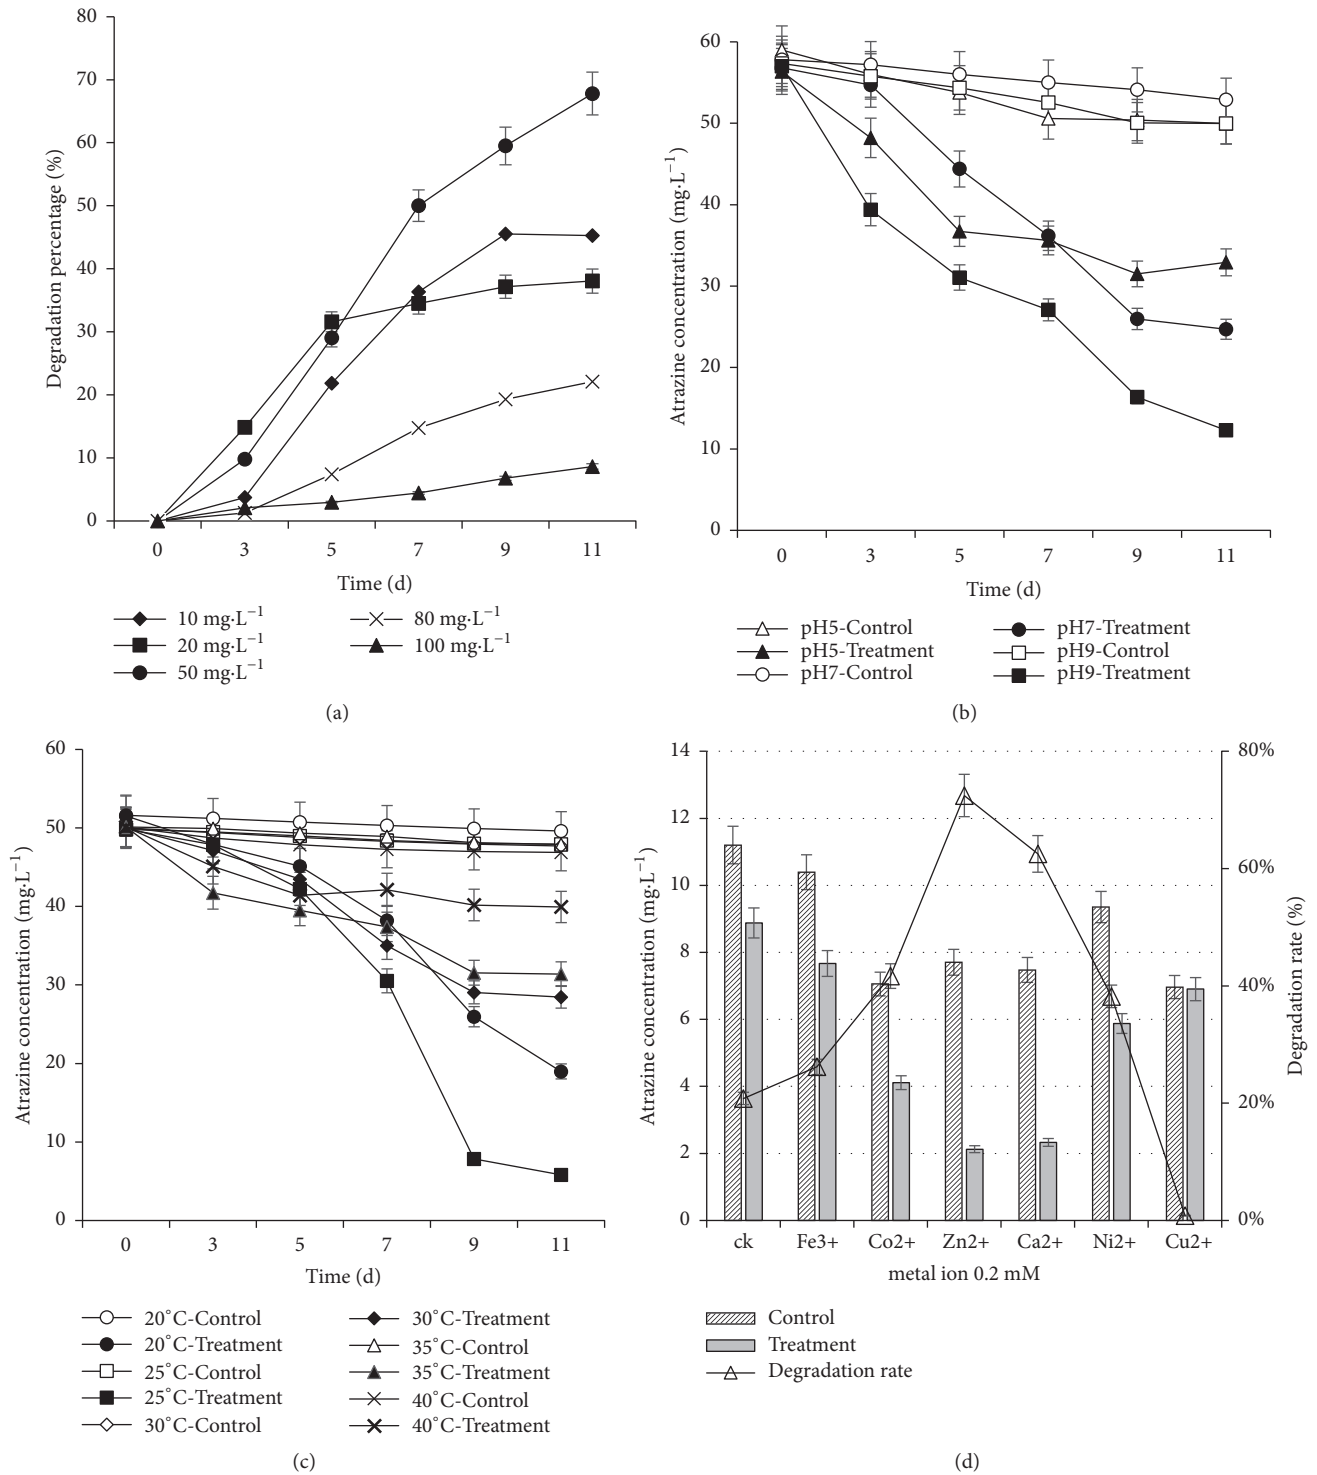 80
70
60
50
40
30
20
10
0
Degradation percentage (%)
0 3 5 7 9 11
Time (d)
10 mg·L−1
20 mg·L−1
50 mg·L−1
80 mg·L−1
100 mg·L−1
(a)
60
50
40
30
20
10
0
Atrazine concentration (mg·L−1)
0 3 5 7 9 11
Time (d)
pH5-Control
pH5-Treatment
pH7-Control
pH7-Treatment
pH9-Control
pH9-Treatment
(b)
60
50
40
30
20
10
0
Atrazine concentration (mg·L−1)
0 3 5 7 9 11
Time (d)
20°C-Control
20°C-Treatment
25°C-Control
25°C-Treatment
30°C-Control
30°C-Treatment
35°C-Control
35°C-Treatment
40°C-Control
40°C-Treatment
(c)
14
12
10
8
6
4
2
0
Atrazine concentration (mg·L−1)
80%
60%
40%
20%
0%
Degradation rate (%)
ck Fe3+ Co2+ Zn2+ Ca2+ Ni2+ Cu2+
metal ion 0.2 mM
Control
Treatment
Degradation rate
(d)